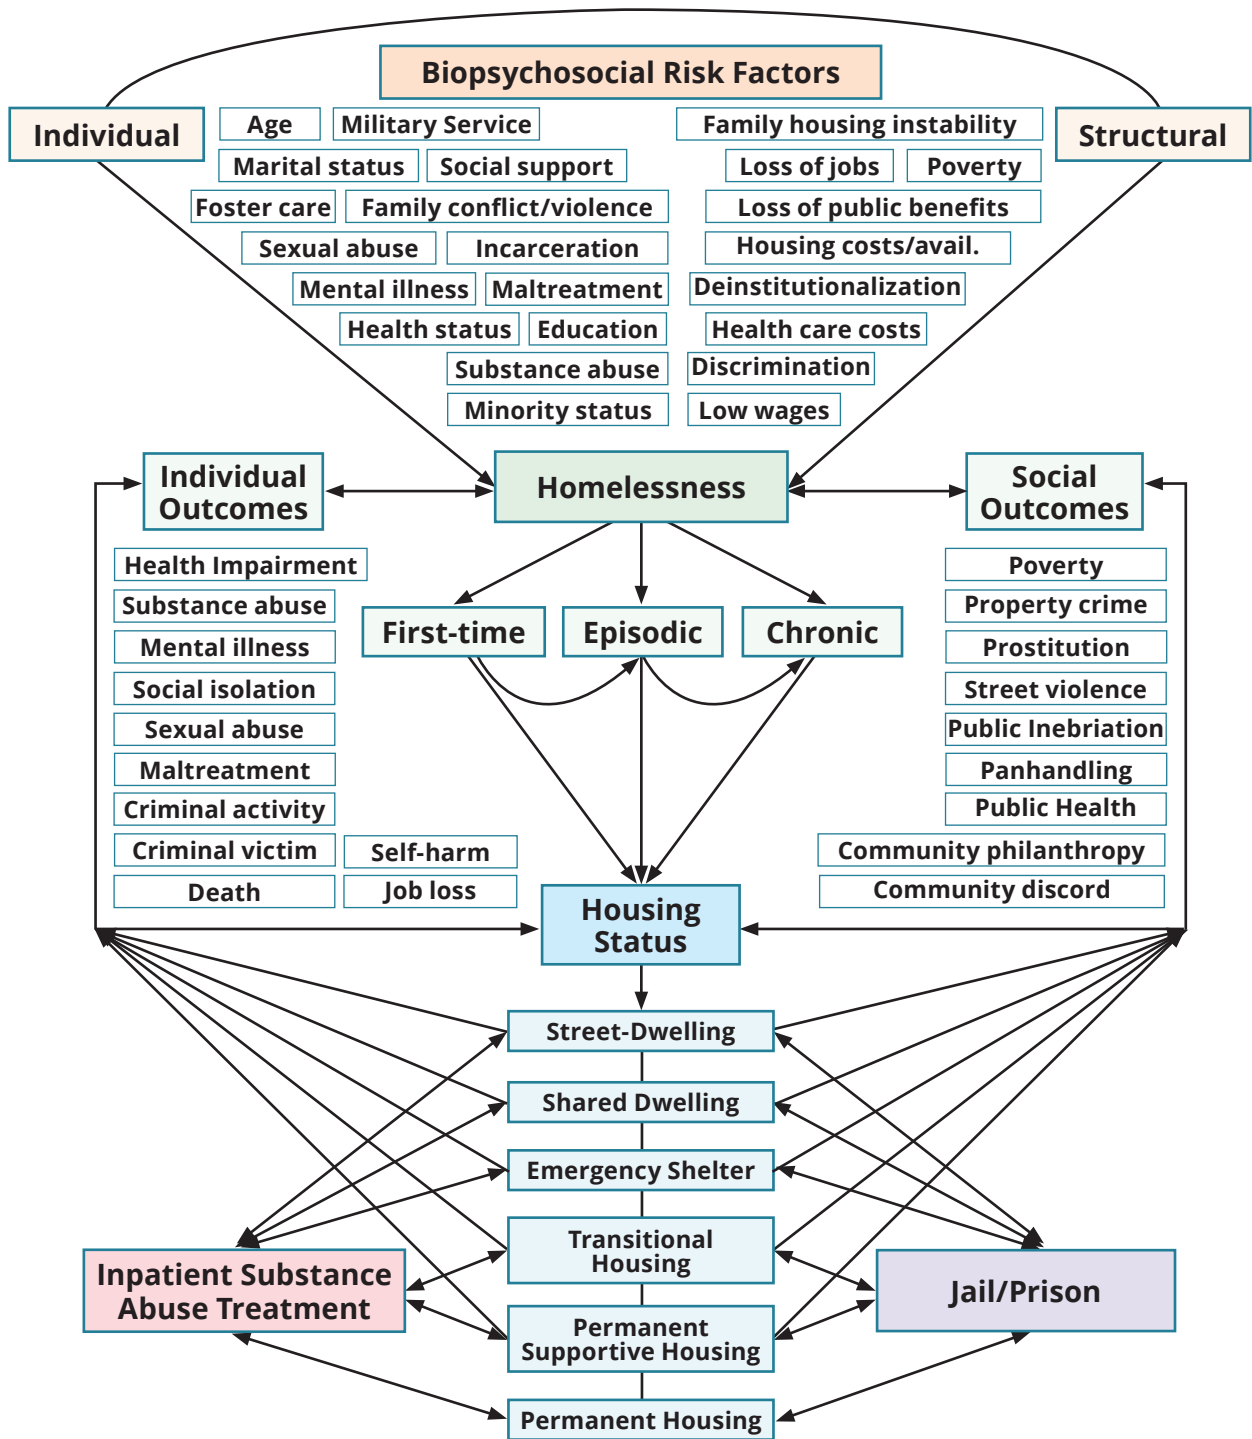 Biopsychosocial Risk Factors
Individual
Structural
Age
Military Service
Marital status
Social support
Foster care
Family conflict/violence
Sexual abuse
Incarceration
Mental illness
Maltreatment
Health status
Education
Substance abuse
Minority status
Family housing instability
Loss of jobs
Poverty
Loss of public benefits
Housing costs/avail.
Deinstitutionalization
Health care costs
Discrimination
Low wages
Individual
Outcomes
Homelessness
Social
Outcomes
Health Impairment
Substance abuse
Mental illness
Social isolation
Sexual abuse
Maltreatment
Criminal activity
Criminal victim
Self-harm
Death
Job loss
First-time
Episodic
Chronic
Poverty
Property crime
Prostitution
Street violence
Public Inebriation
Panhandling
Public Health
Community philanthropy
Community discord
Housing
Status
Street-Dwelling
Shared Dwelling
Emergency Shelter
Transitional
Housing
Permanent
Supportive Housing
Permanent Housing
Inpatient Substance
Abuse Treatment
Jail/Prison